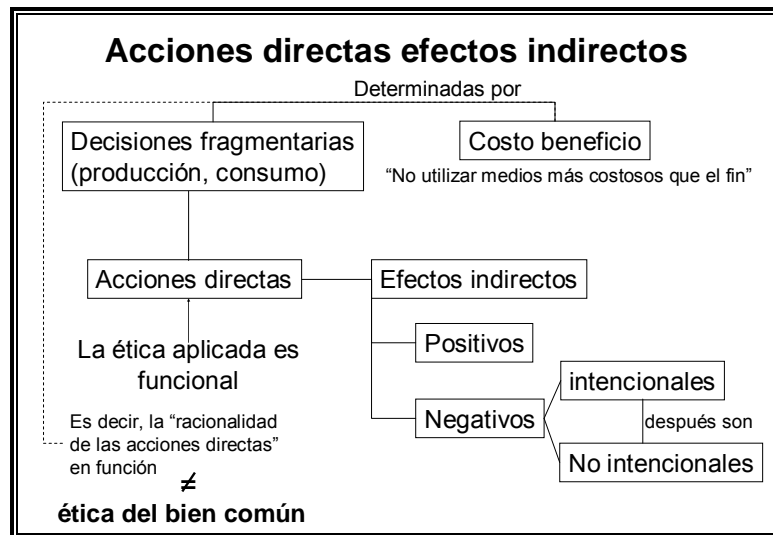 Acciones directas efectos indirectos
Determinadas por
Decisiones fragmentarias
(producción, consumo)
Costo beneficio
“No utilizar medios más costosos que el fin”
Acciones directas
Efectos indirectos
La ética aplicada es
funcional
Positivos
Negativos
intencionales
después son
No intencionales
Es decir, la “racionalidad
de las acciones directas”
en función
≠
ética del bien común